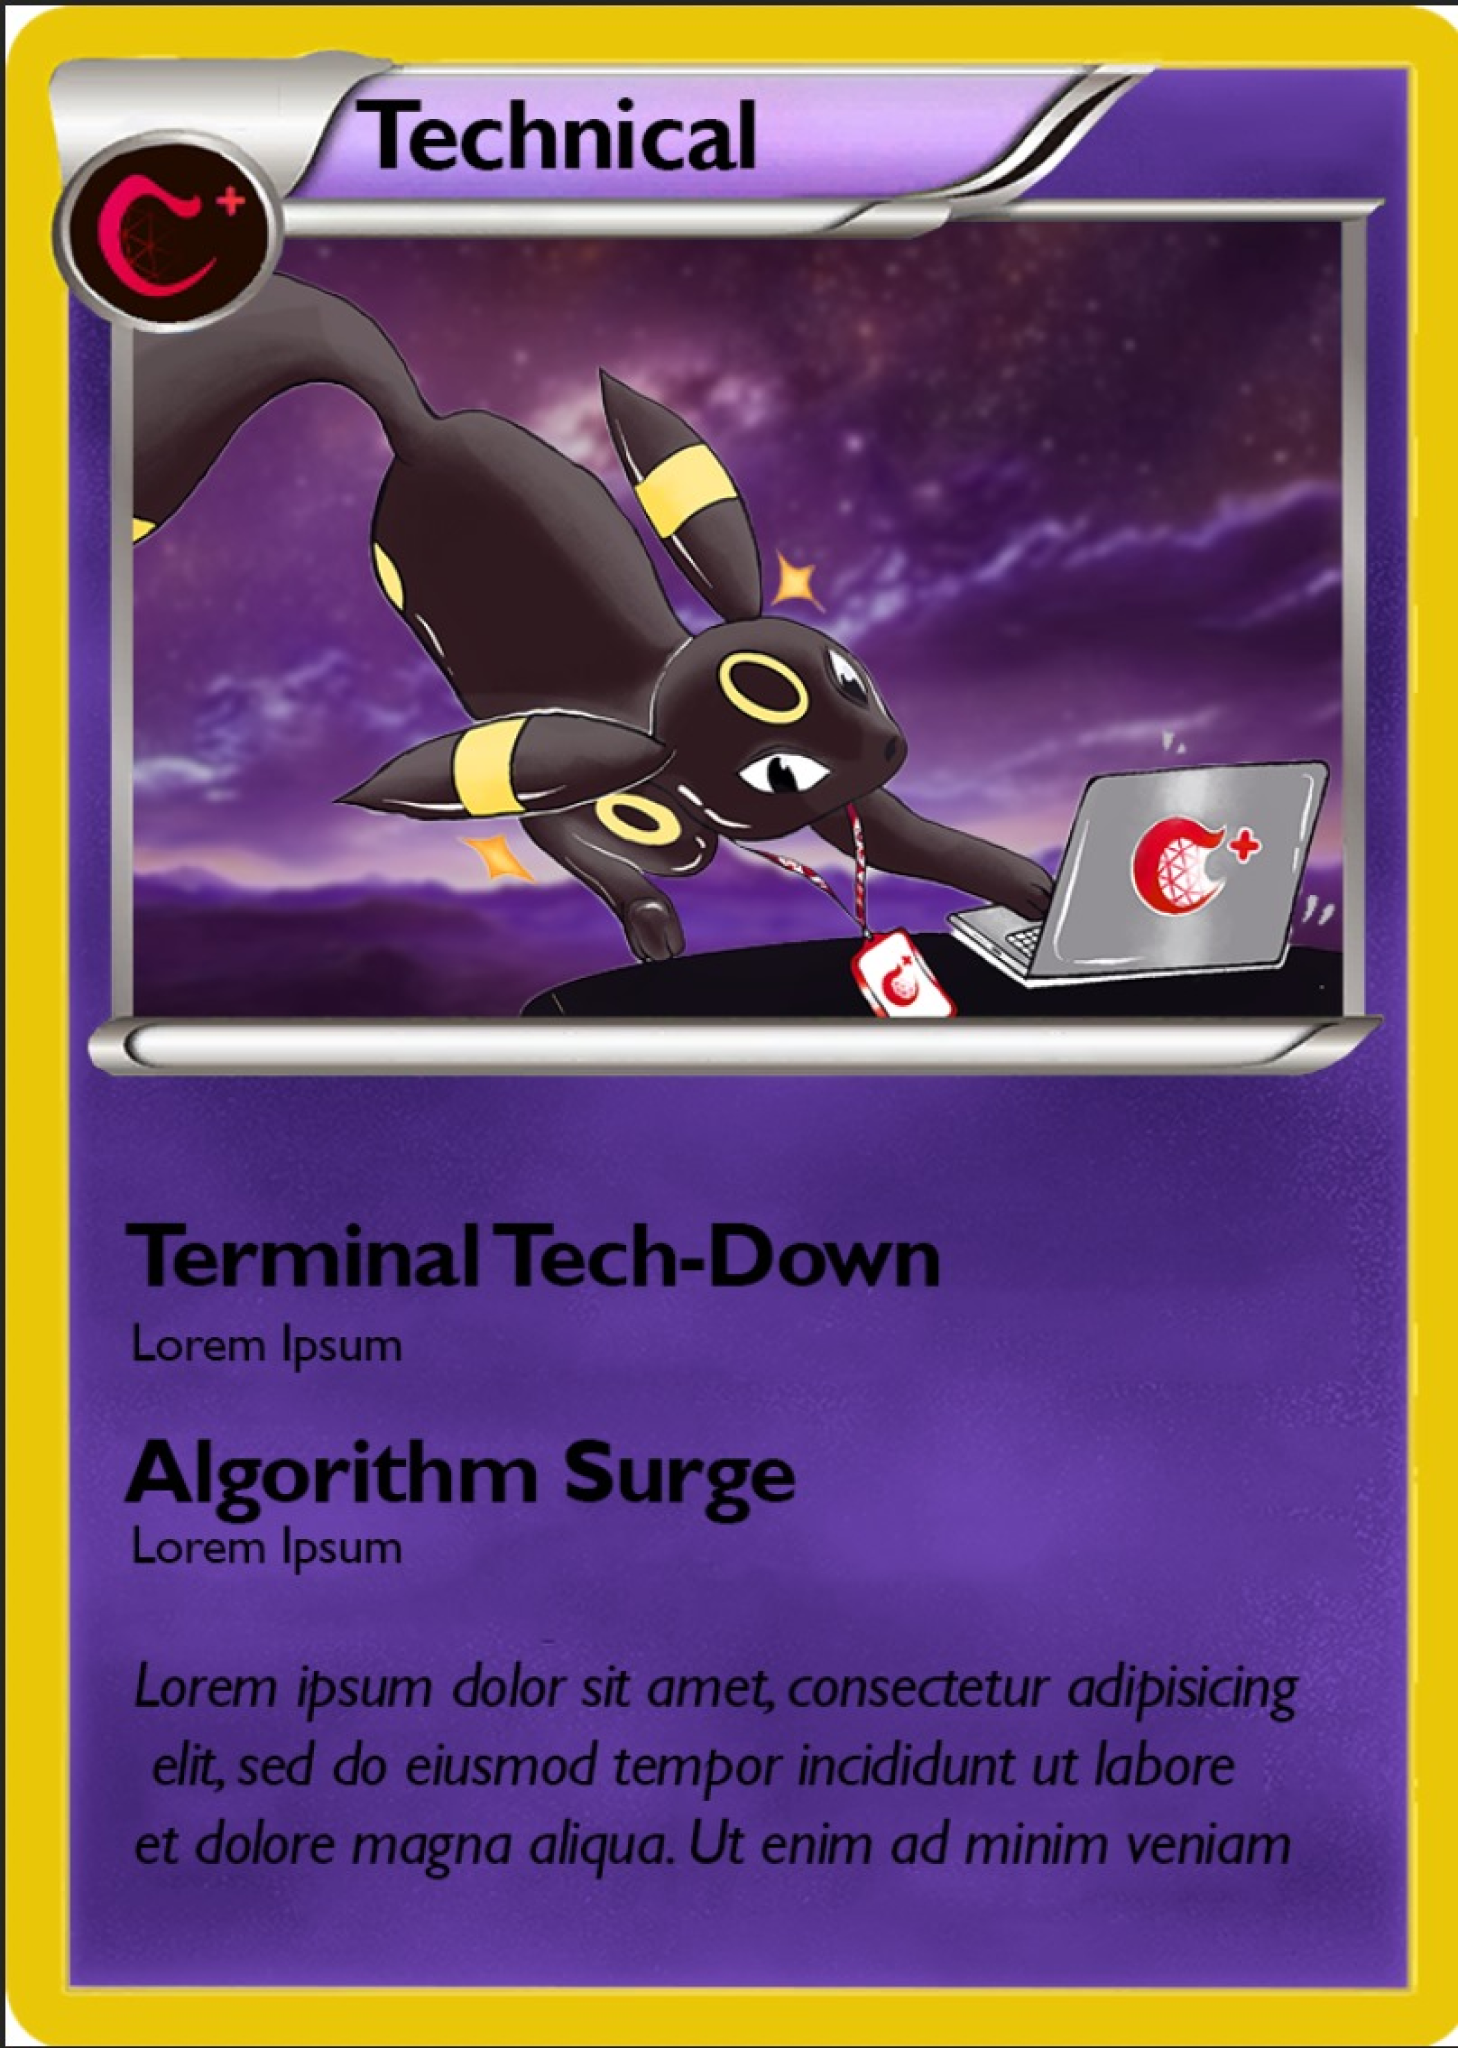 Technical
Terminal Tech-Down
Lorem Ipsum
Algorithm Surge
Lorem Ipsum
Lorem ipsum dolor sit amet, consectetur adipisicing
elit, sed do eiusmod tempor incididunt ut labore
et dolore magna aliqua. Ut enim ad minim veniam